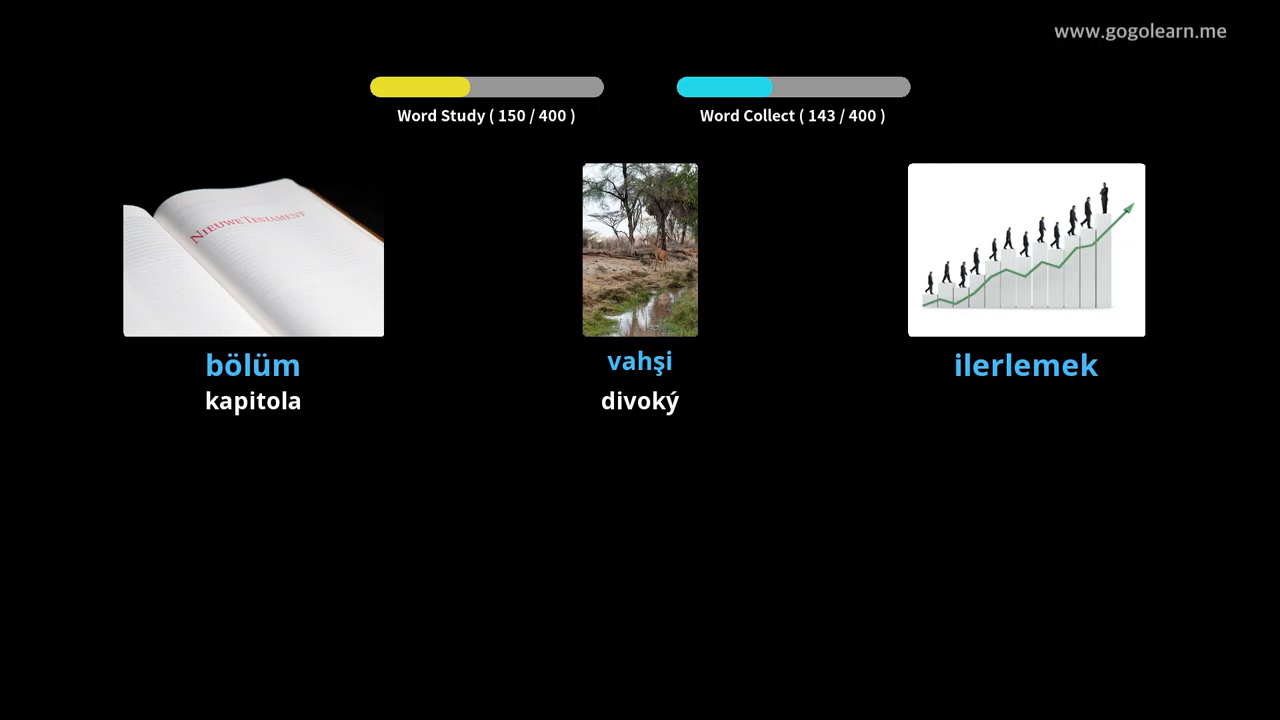 www.gogolearn.me
Word Study ( 150 / 400 )
Word Collect ( 143 / 400 )
NIEUWE TESTAMENT
bölüm
kapitola
vahşi
divoký
ilerlemek